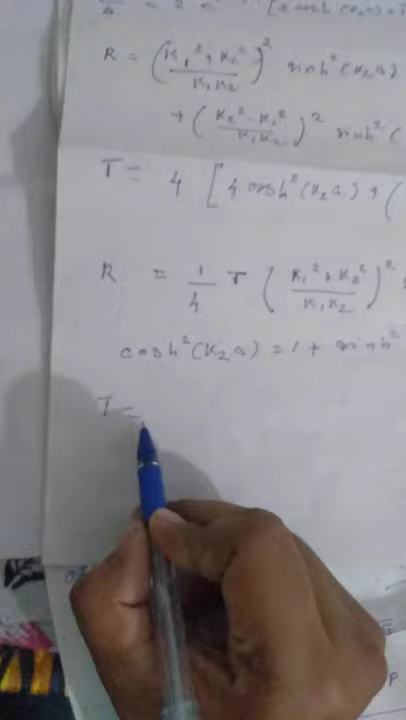 R = (K₁² + K₂² / K₁K₂)² sinh²(K₂a)
+ (K₂² - K₁² / K₁K₂)² sinh²(
T = 4 [4 cosh²(K₂a) + (
R = 1/4 T (K₁² + K₂² / K₁K₂)²
cosh²(K₂a) = 1 + sinh²
T =